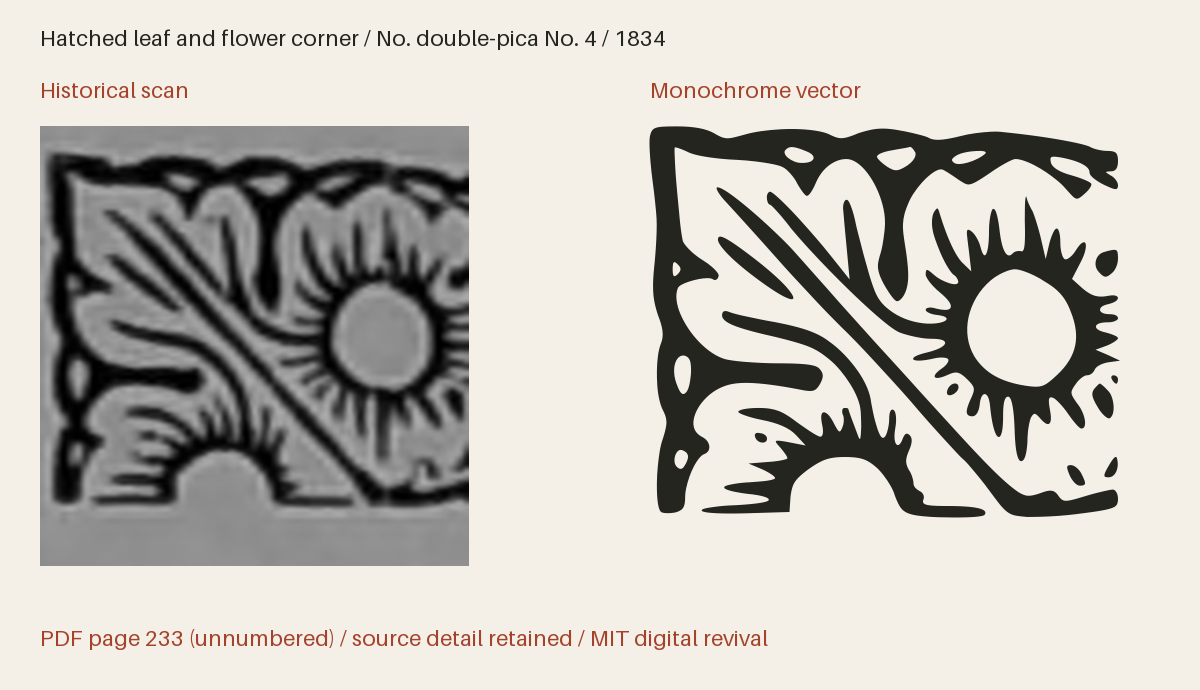 Hatched leaf and flower corner / No. double-pica No. 4 / 1834
Historical scan
Monochrome vector
PDF page 233 (unnumbered) / source detail retained / MIT digital revival